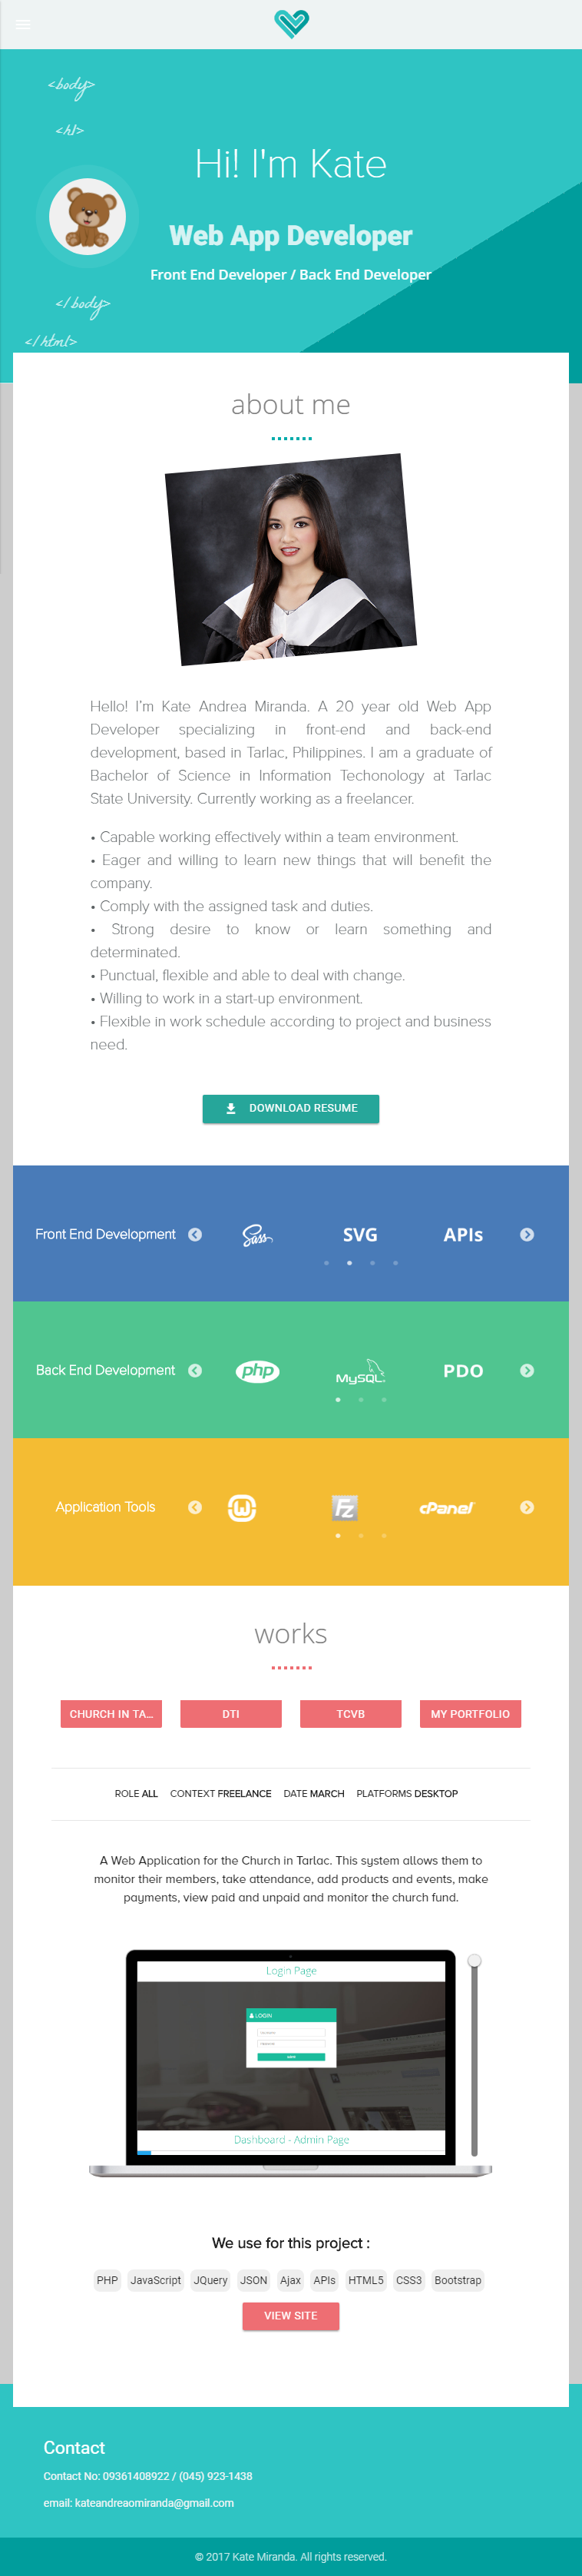 <body>
<h1>
Hi! I'm Kate
Web App Developer
Front End Developer / Back End Developer
</ body>
</ html>
about me
Hello! I'm Kate Andrea Miranda. A 20 year old Web App
Developer specializing in front-end and back-end
development, based in Tarlac, Philippines. I am a graduate of
Bachelor of Science in Information Techonology at Tarlac
State University. Currently working as a freelancer.
• Capable working effectively within a team environment.
• Eager and willing to learn new things that will benefit the
company.
• Comply with the assigned task and duties.
• Strong desire to know or learn something and
determinated.
• Punctual, flexible and able to deal with change.
• Willing to work in a start-up environment.
• Flexible in work schedule according to project and business
need.
DOWNLOAD RESUME
Front End Development
Sass
SVG
APIs
Back End Development
php
MySQL
PDO
Application Tools
W
FZ
cPanel
works
CHURCH IN TA...
DTI
TCVB
MY PORTFOLIO
ROLE ALL CONTEXT FREELANCE DATE MARCH PLATFORMS DESKTOP
A Web Application for the Church in Tarlac. This system allows them to
monitor their members, take attendance, add products and events, make
payments, view paid and unpaid and monitor the church fund.
Login Page
LOGIN
Dashboard - Admin Page
We use for this project :
PHP JavaScript JQuery JSON Ajax APIs HTML5 CSS3 Bootstrap
VIEW SITE
Contact
Contact No: 09361408922 / (045) 923-1438
email: kateandreaomiranda@gmail.com
© 2017 Kate Miranda. All rights reserved.